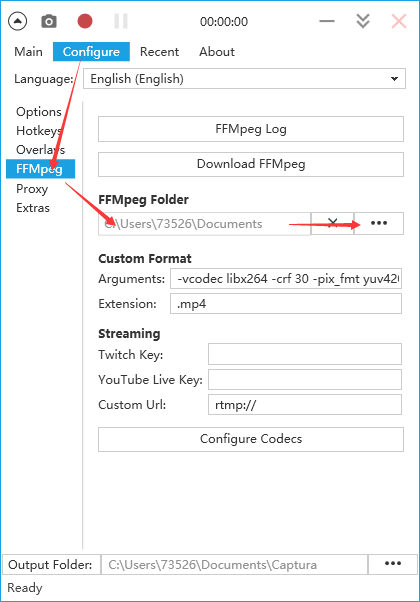 00:00:00
Main Configure Recent About
Language: English (English)
Options
Hotkeys
Overlays
FFMpeg
Proxy
Extras
FFMpeg Log
Download FFMpeg
FFMpeg Folder
C:\Users\73526\Documents
Custom Format
Arguments: -vcodec libx264 -crf 30 -pix_fmt yuv420
Extension: .mp4
Streaming
Twitch Key:
YouTube Live Key:
Custom Url: rtmp://
Configure Codecs
Output Folder: C:\Users\73526\Documents\Captura
Ready